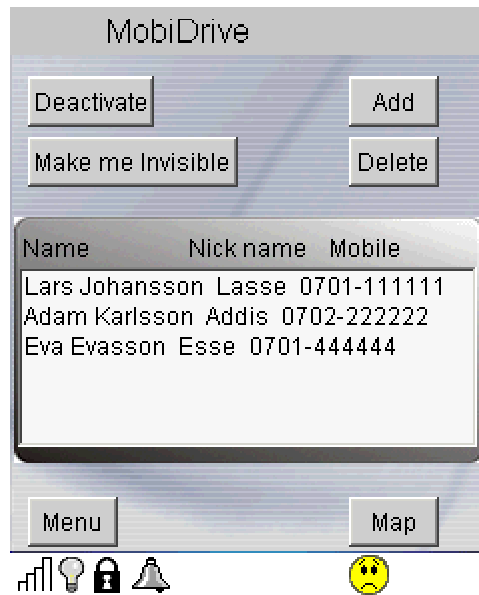 MobiDrive
Deactivate Add
Make me Invisible Delete
Name Nick name Mobile
Lars Johansson Lasse 0701-111111
Adam Karlsson Addis 0702-222222
Eva Evasson Esse 0701-444444
Menu Map